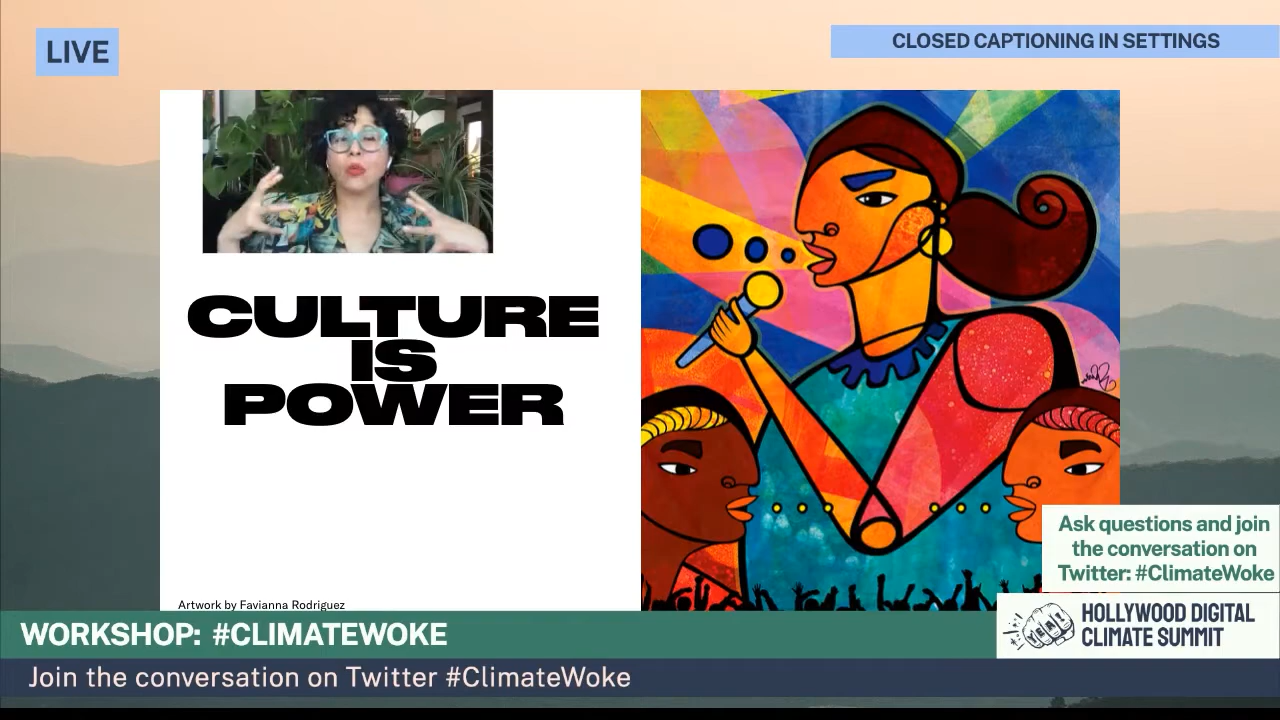 LIVE
CLOSED CAPTIONING IN SETTINGS
CULTURE
IS
POWER
Artwork by Favianna Rodriguez
Ask questions and join
the conversation on
Twitter: #ClimateWoke
WORKSHOP: #CLIMATEWOKE
YEA!
HOLLYWOOD DIGITAL
CLIMATE SUMMIT
Join the conversation on Twitter #ClimateWoke